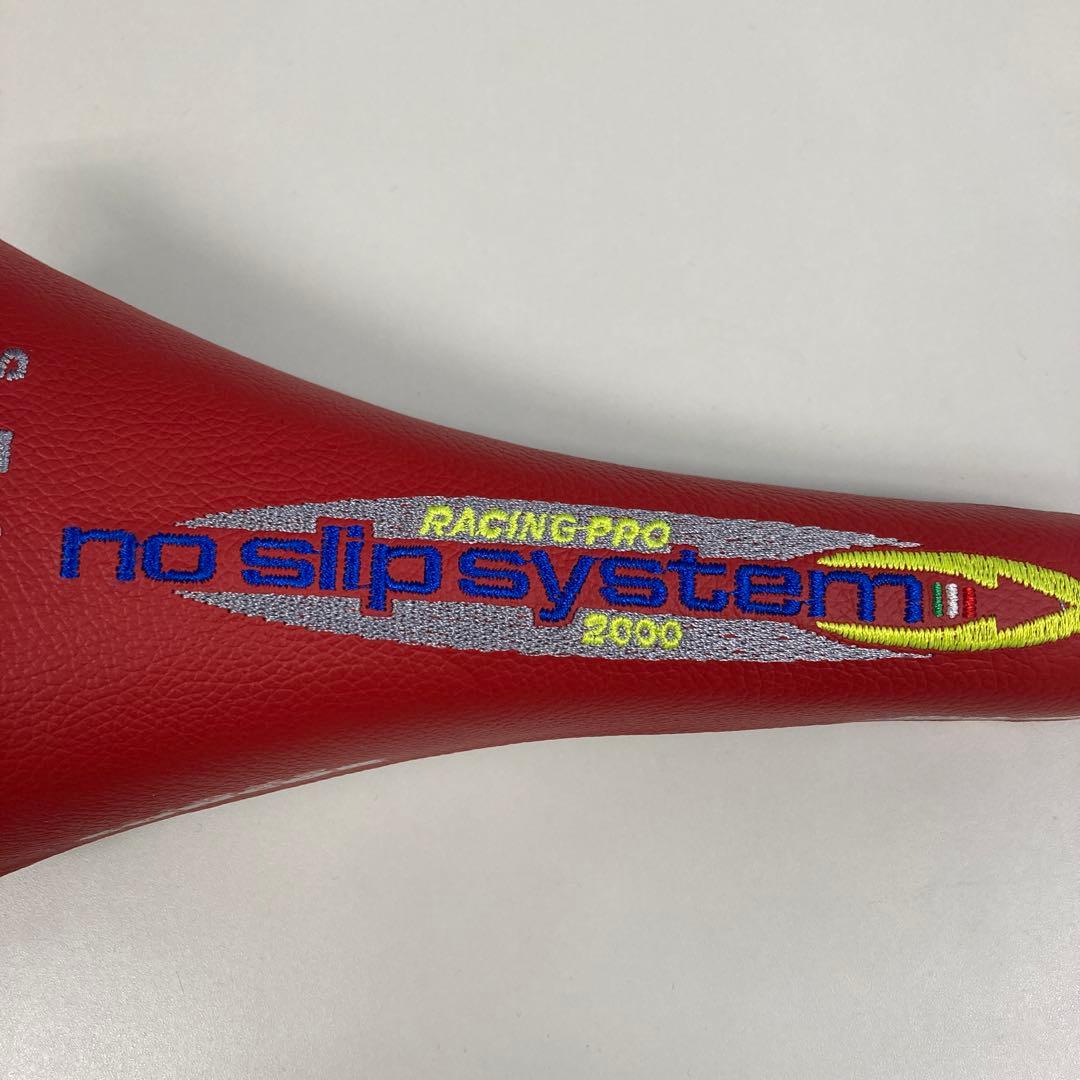 RACING-PRO
no slip system
2000